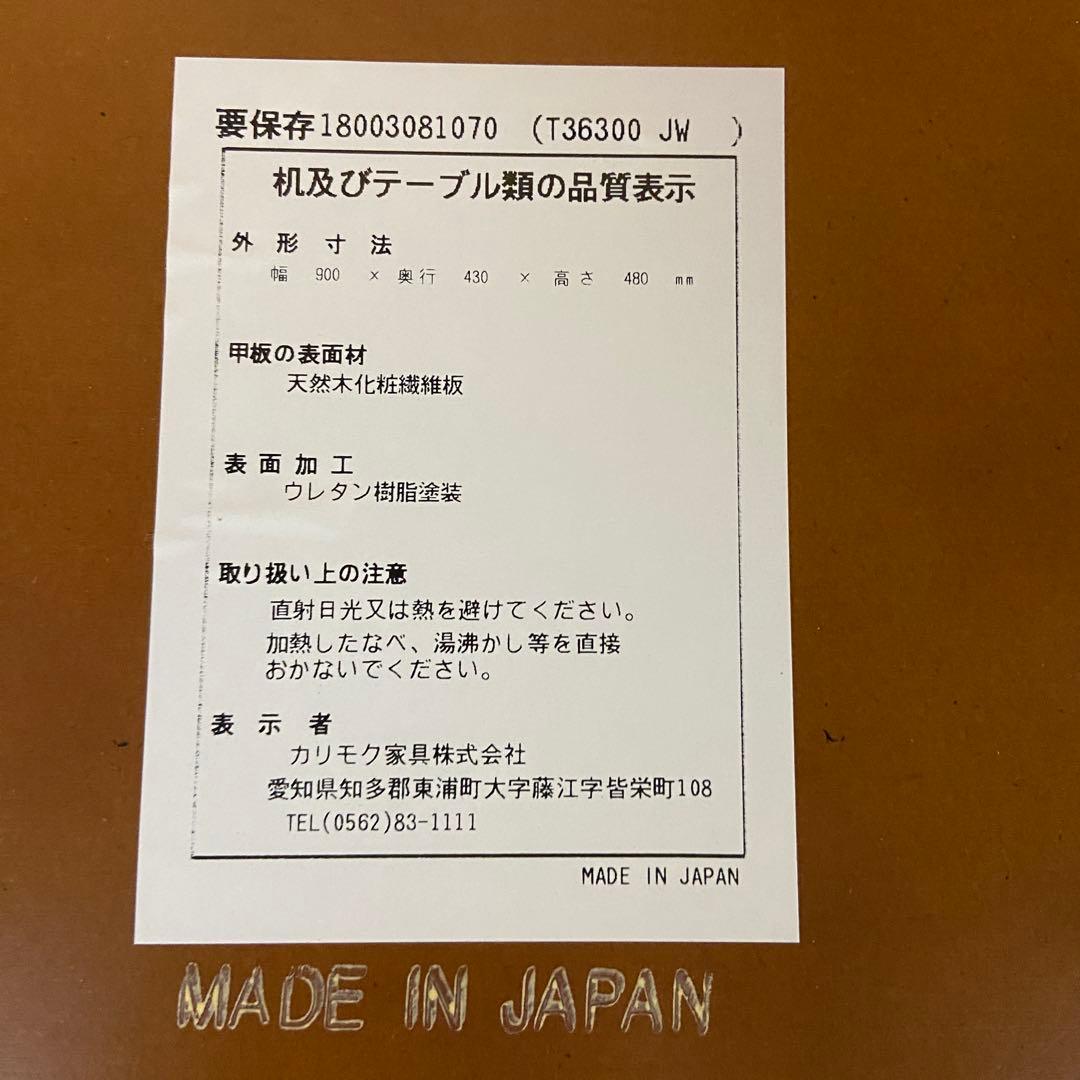 要保存18003081070 (T36300 JW )
机及びテーブル類の品質表示
外形寸法
幅 900 × 奥行 430 × 高さ 480 mm
甲板の表面材
天然木化粧繊維板
表面加工
ウレタン樹脂塗装
取り扱い上の注意
直射日光又は熱を避けてください。
加熱したなべ、湯沸かし等を直接
おかないでください。
表示者
カリモク家具株式会社
愛知県知多郡東浦町大字藤江字皆栄町108
TEL(0562)83-1111
MADE IN JAPAN
MADE IN JAPAN